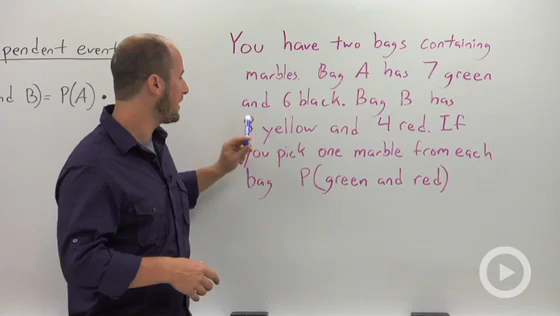 pendent event
nd B)= P(A) •
You have two bags containing
marbles. Bag A has 7 green
and 6 black. Bag B has
yellow and 4 red. If
you pick one marble from each
bag P(green and red)